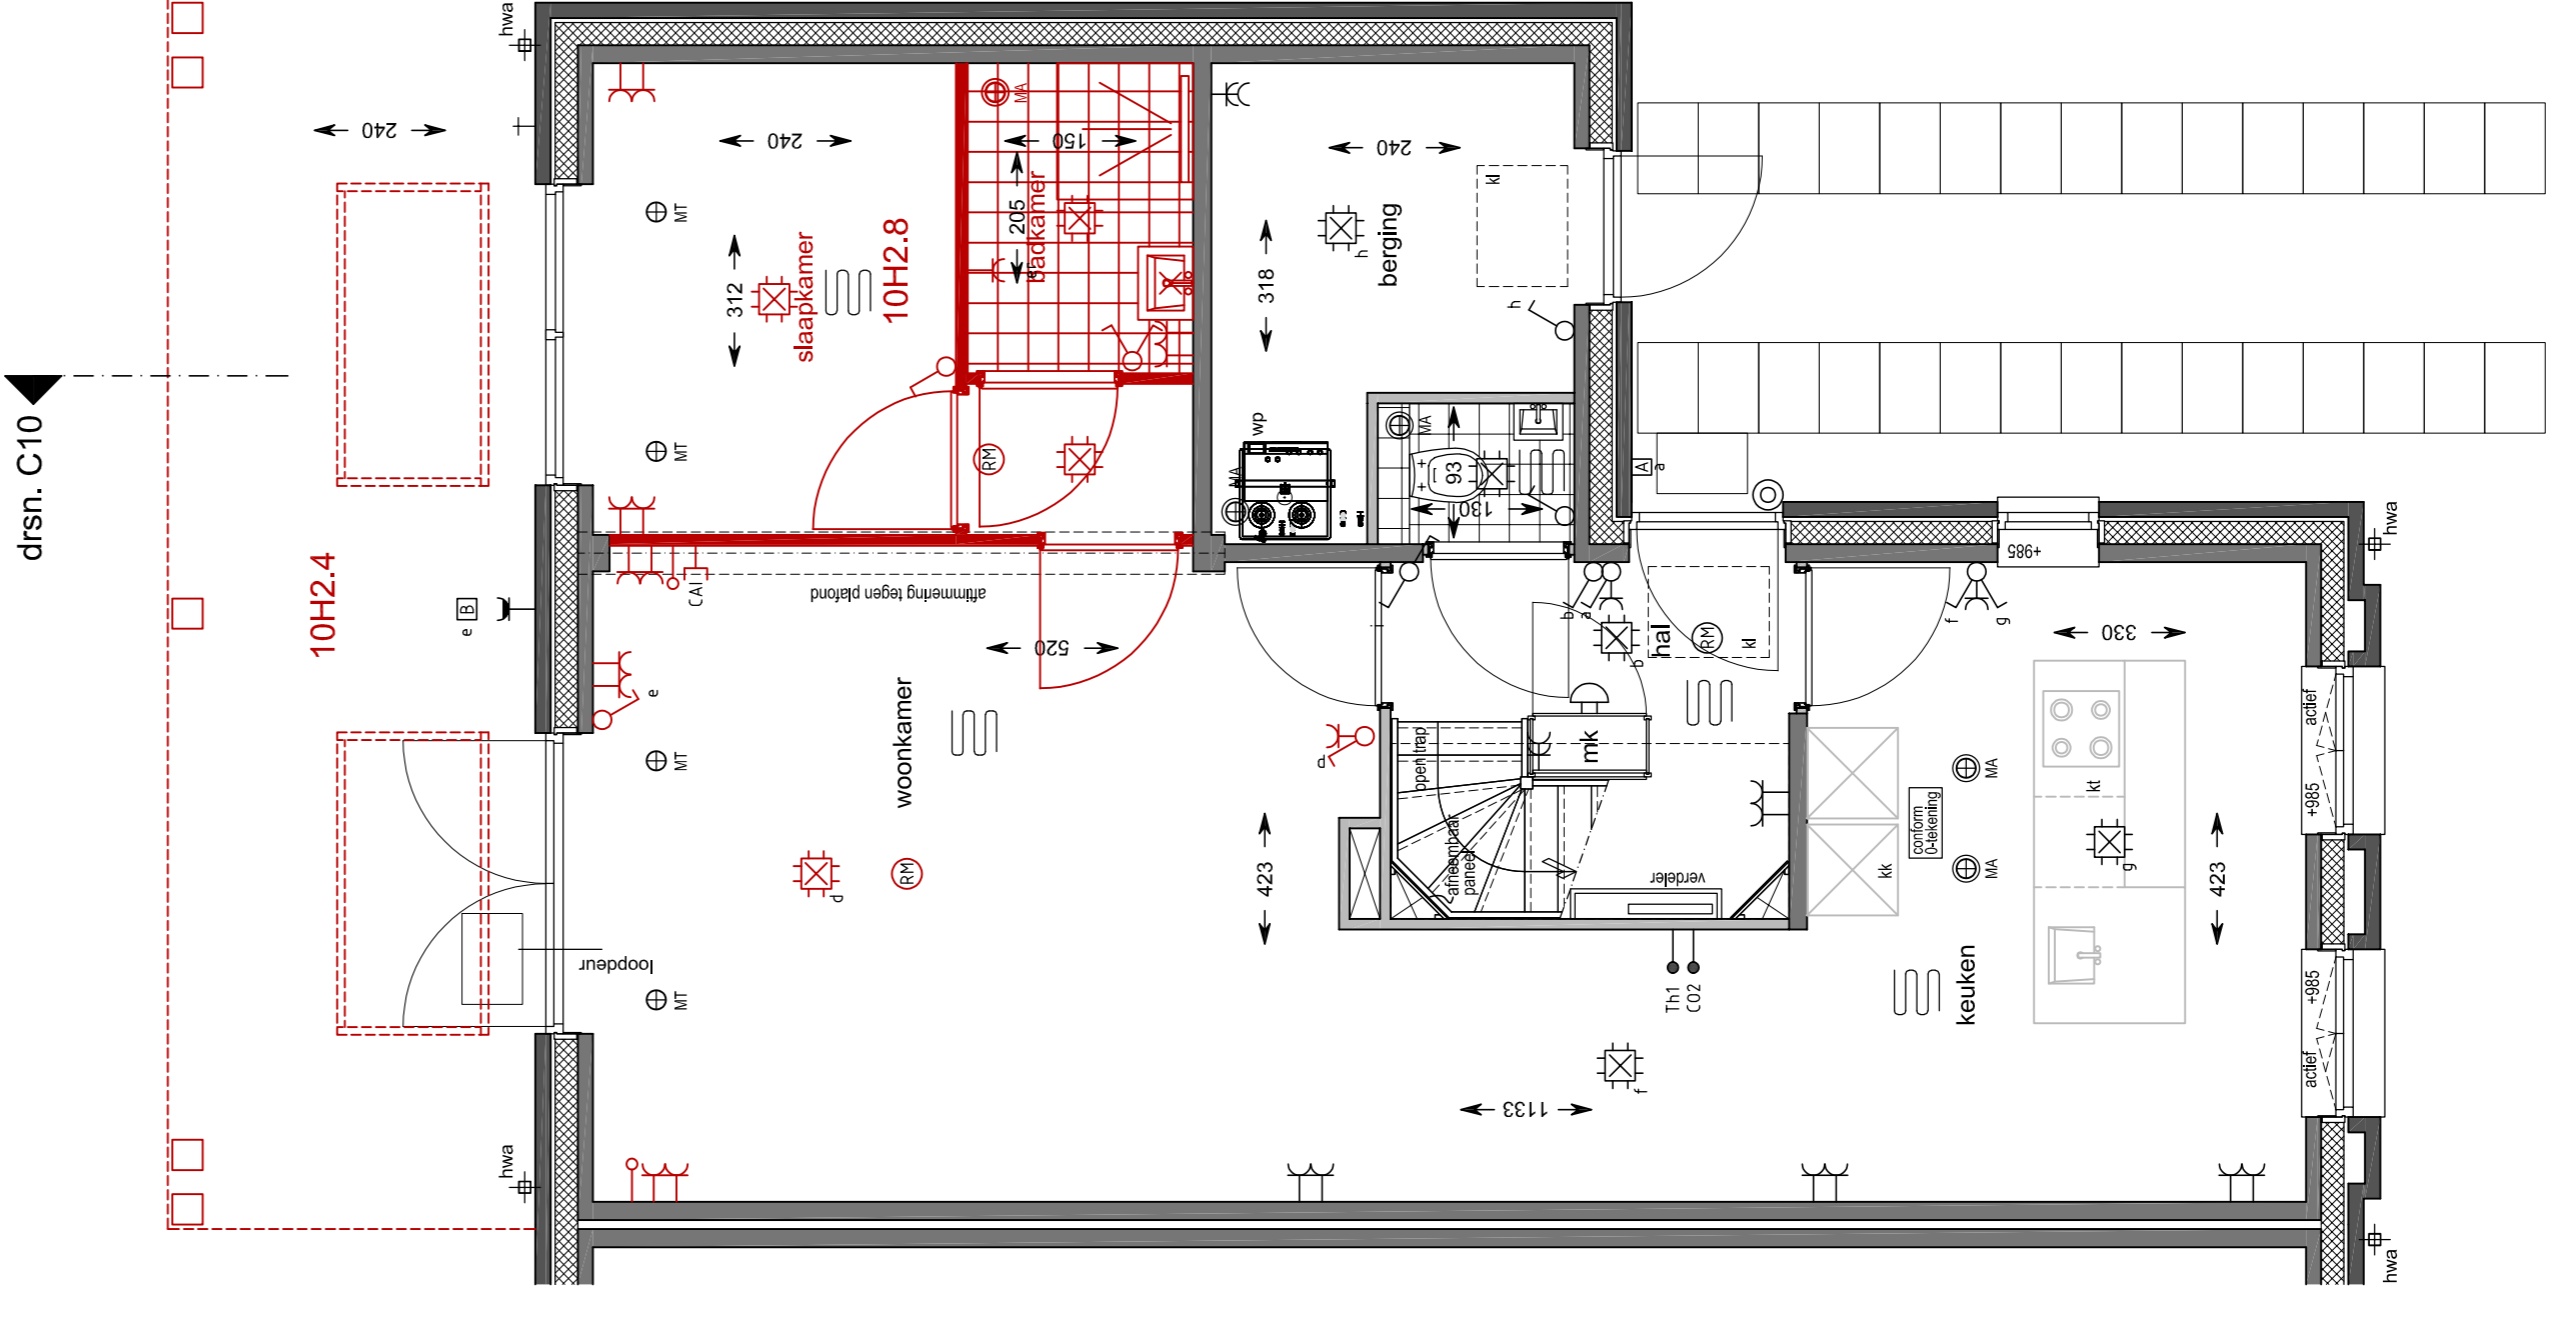 drsn. C10
10H2.4
240
hwa
hwa
e
B
loopdeur
240
312
slaapkamer
10H2.8
MT
MT
MT
MT
MA
150
205
badkamer
RM
CAI
aftimmering tegen plafond
e
520
woonkamer
d
RM
d
423
1133
240
318
h
berging
kl
h
wp
MA
MA
93
130
A
a
i
b
a
b
hal
RM
kl
mk
open trap
afneembaar
paneel
verdeler
Th1
CO2
f
f
g
+985
330
kk
conform
0-tekening
MA
MA
kt
g
423
keuken
actief
+985
+985
actief
hwa
hwa